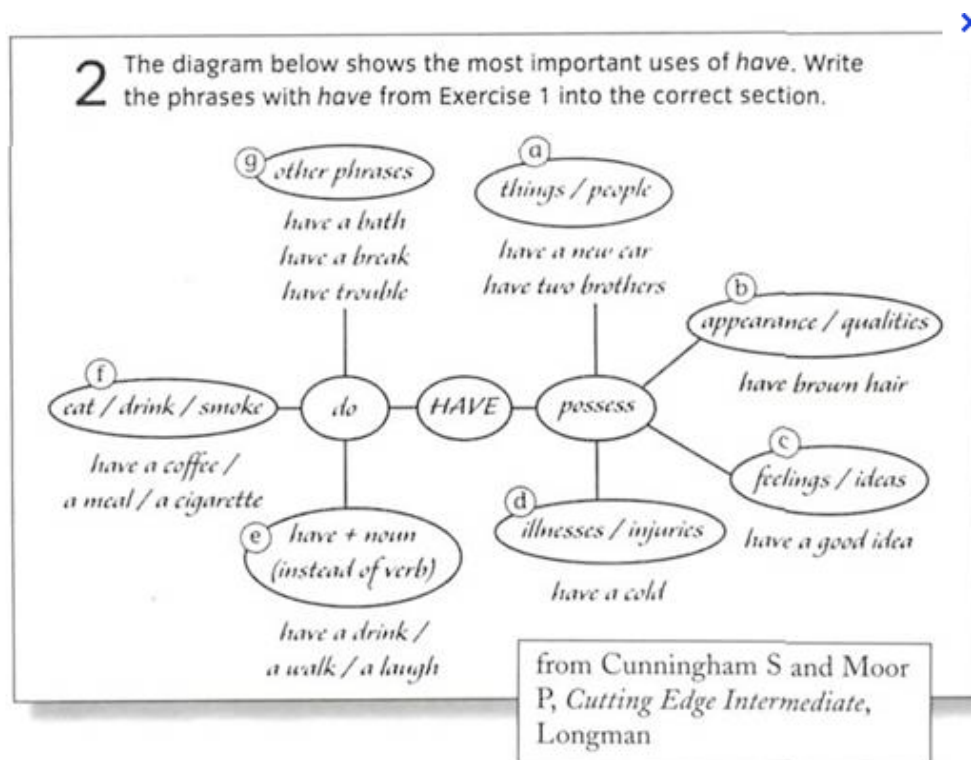 2 The diagram below shows the most important uses of have. Write
the phrases with have from Exercise 1 into the correct section.
g other phrases
have a bath
have a break
have trouble
a things / people
have a new car
have two brothers
b appearance / qualities
have brown hair
f eat / drink / smoke
have a coffee /
a meal / a cigarette
do
HAVE
possess
c feelings / ideas
have a good idea
d illnesses / injuries
have a cold
e have + noun
(instead of verb)
have a drink /
a walk / a laugh
from Cunningham S and Moor
P, Cutting Edge Intermediate,
Longman